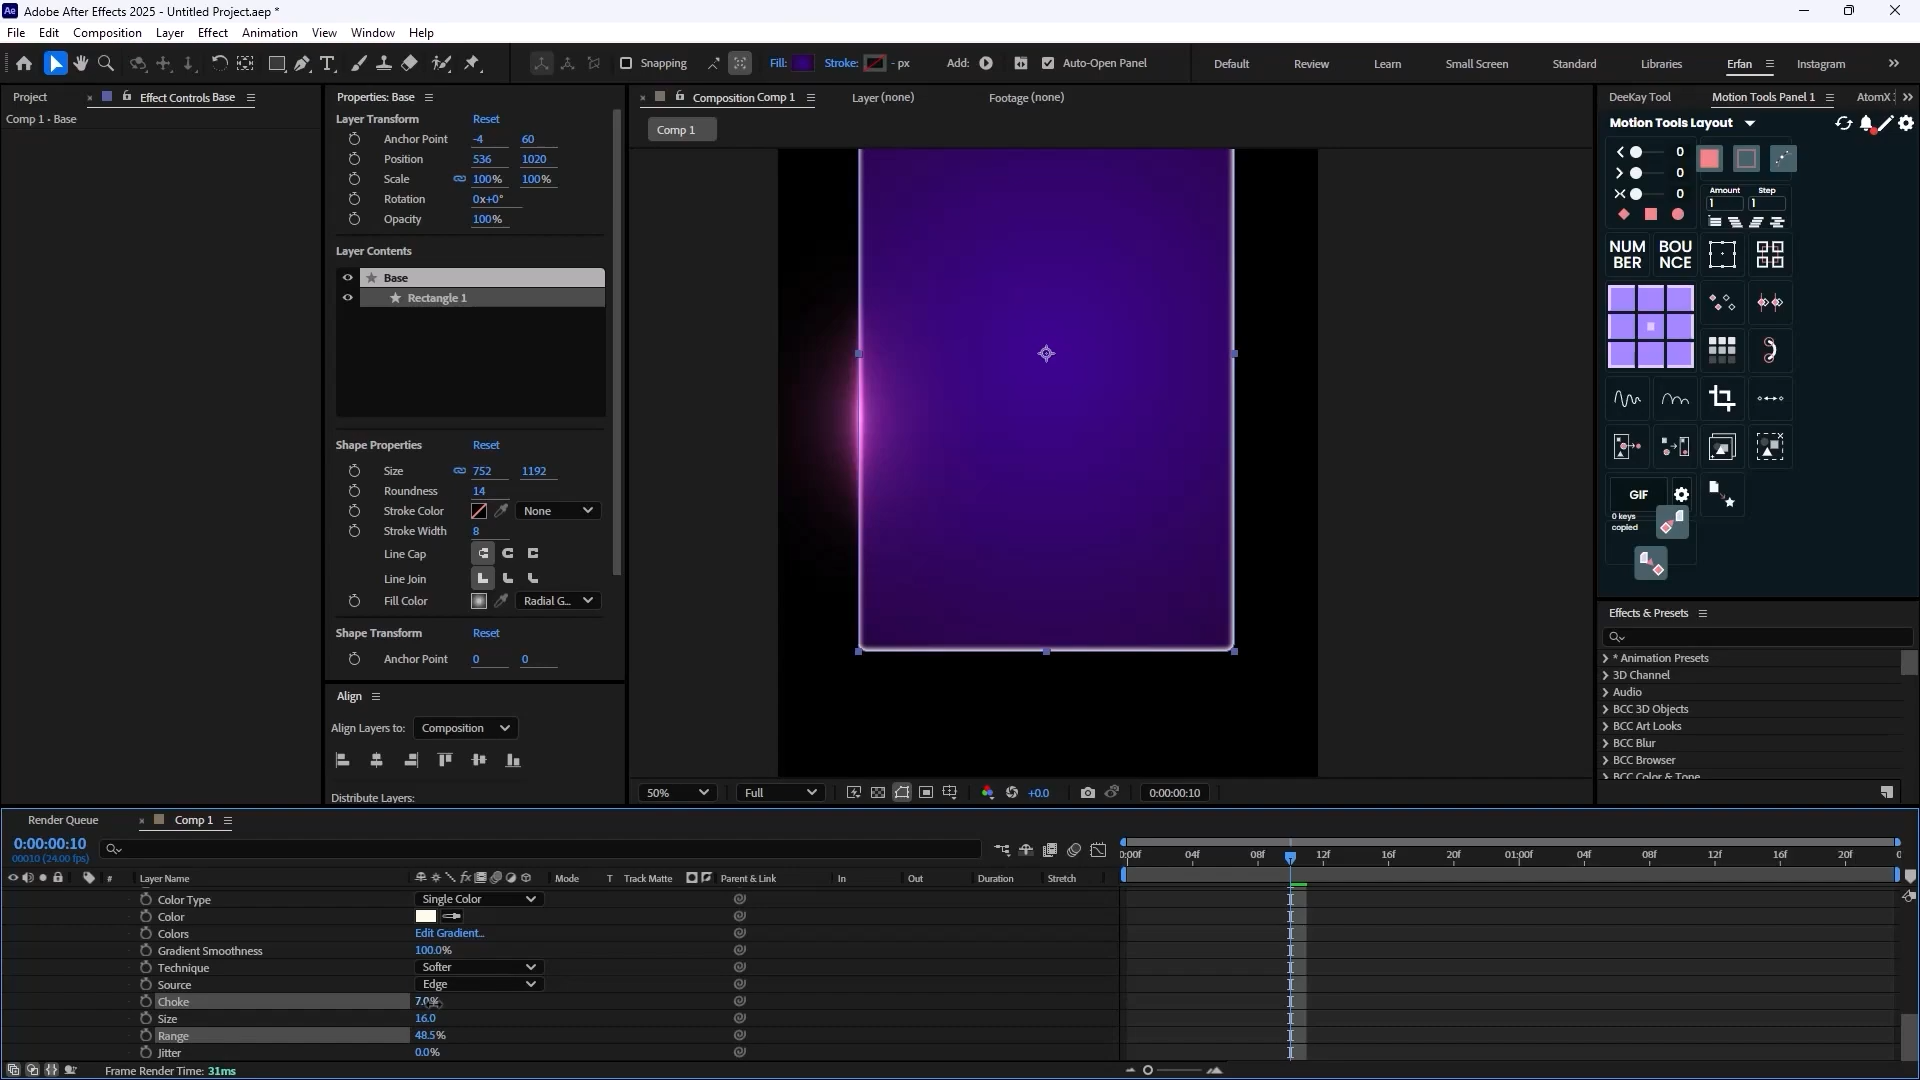 Adobe After Effects 2025 - Untitled Project.aep *
File Edit Composition Layer Effect Animation View Window Help
Snapping Fill: Stroke: - px Add: Auto-Open Panel Default Review Learn Small Screen Standard Libraries Erfan Instagram
Project Effect Controls Base
Comp 1 • Base
Properties: Base
Layer Transform Reset
Anchor Point -4 60
Position 536 1020
Scale 100% 100%
Rotation 0x+0°
Opacity 100%
Layer Contents
Base
Rectangle 1
Shape Properties Reset
Size 752 1192
Roundness 14
Stroke Color None
Stroke Width 8
Line Cap
Line Join
Fill Color Radial G...
Shape Transform Reset
Anchor Point 0 0
Align
Align Layers to: Composition
Distribute Layers:
Composition Comp 1 Layer (none) Footage (none)
Comp 1
50% Full +0.0 0:00:00:10
DeeKay Tool Motion Tools Panel 1 AtomX
Motion Tools Layout
0
0
0
Amount Step
1 1
NUM
BER
BOU
NCE
GIF
0 keys
copied
Effects & Presets
* Animation Presets
3D Channel
Audio
BCC 3D Objects
BCC Art Looks
BCC Blur
BCC Browser
BCC Color & Tone
Render Queue Comp 1
0:00:00:10
00010 (24.00 fps)
# Layer Name Mode T Track Matte Parent & Link In Out Duration Stretch
0:00f 04f 08f 12f 16f 20f 01:00f 04f 08f 12f 16f 20f
Color Type Single Color
Color
Colors Edit Gradient...
Gradient Smoothness 100.0%
Technique Softer
Source Edge
Choke 7.0%
Size 16.0
Range 48.5%
Jitter 0.0%
Frame Render Time: 31ms